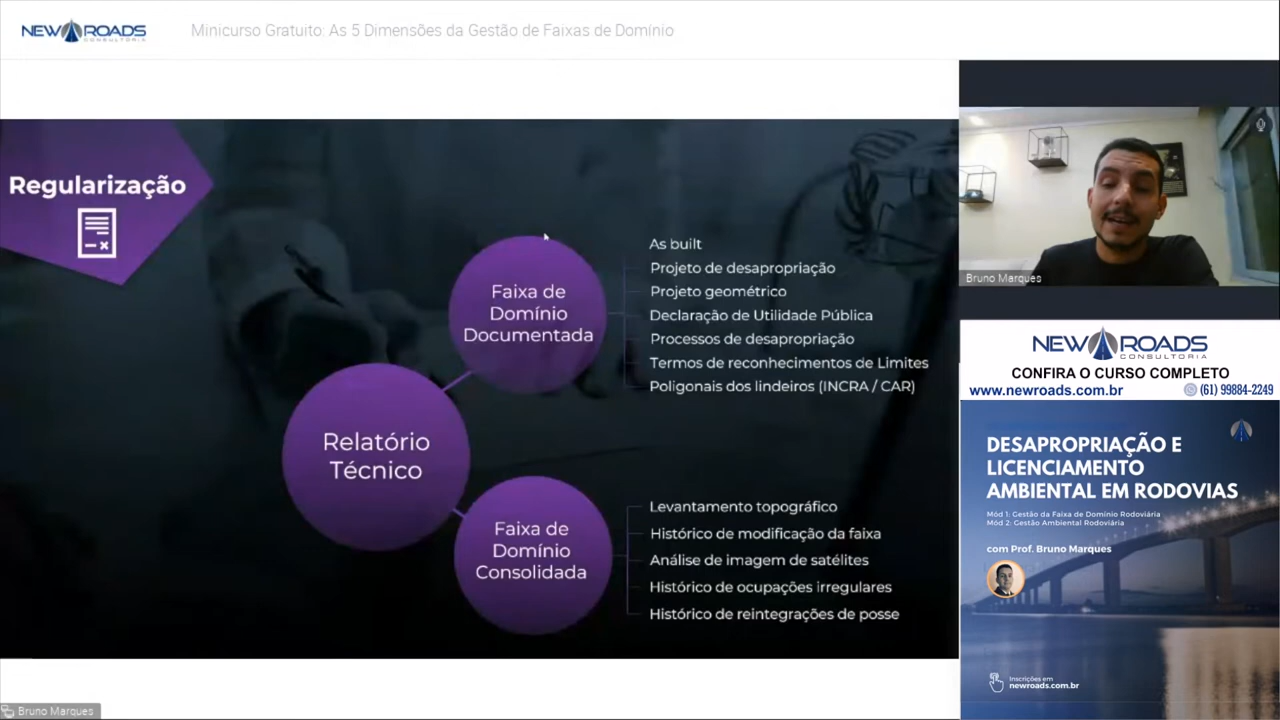 NEW ROADS
CONSULTORIA
Minicurso Gratuito: As 5 Dimensões da Gestão de Faixas de Domínio
Regularização
Faixa de
Domínio
Documentada
As built
Projeto de desapropriação
Projeto geométrico
Declaração de Utilidade Pública
Processos de desapropriação
Termos de reconhecimentos de Limites
Poligonais dos lindeiros (INCRA / CAR)
Relatório
Técnico
Faixa de
Domínio
Consolidada
Levantamento topográfico
Histórico de modificação da faixa
Análise de imagem de satélites
Histórico de ocupações irregulares
Histórico de reintegrações de posse
Bruno Marques
Bruno Marques
NEW ROADS
CONSULTORIA
CONFIRA O CURSO COMPLETO
www.newroads.com.br (61) 99884-2249
DESAPROPRIAÇÃO E
LICENCIAMENTO
AMBIENTAL EM RODOVIAS
Mód 1: Gestão da Faixa de Domínio Rodoviária
Mód 2: Gestão Ambiental Rodoviária
com Prof. Bruno Marques
Inscrições em
newroads.com.br